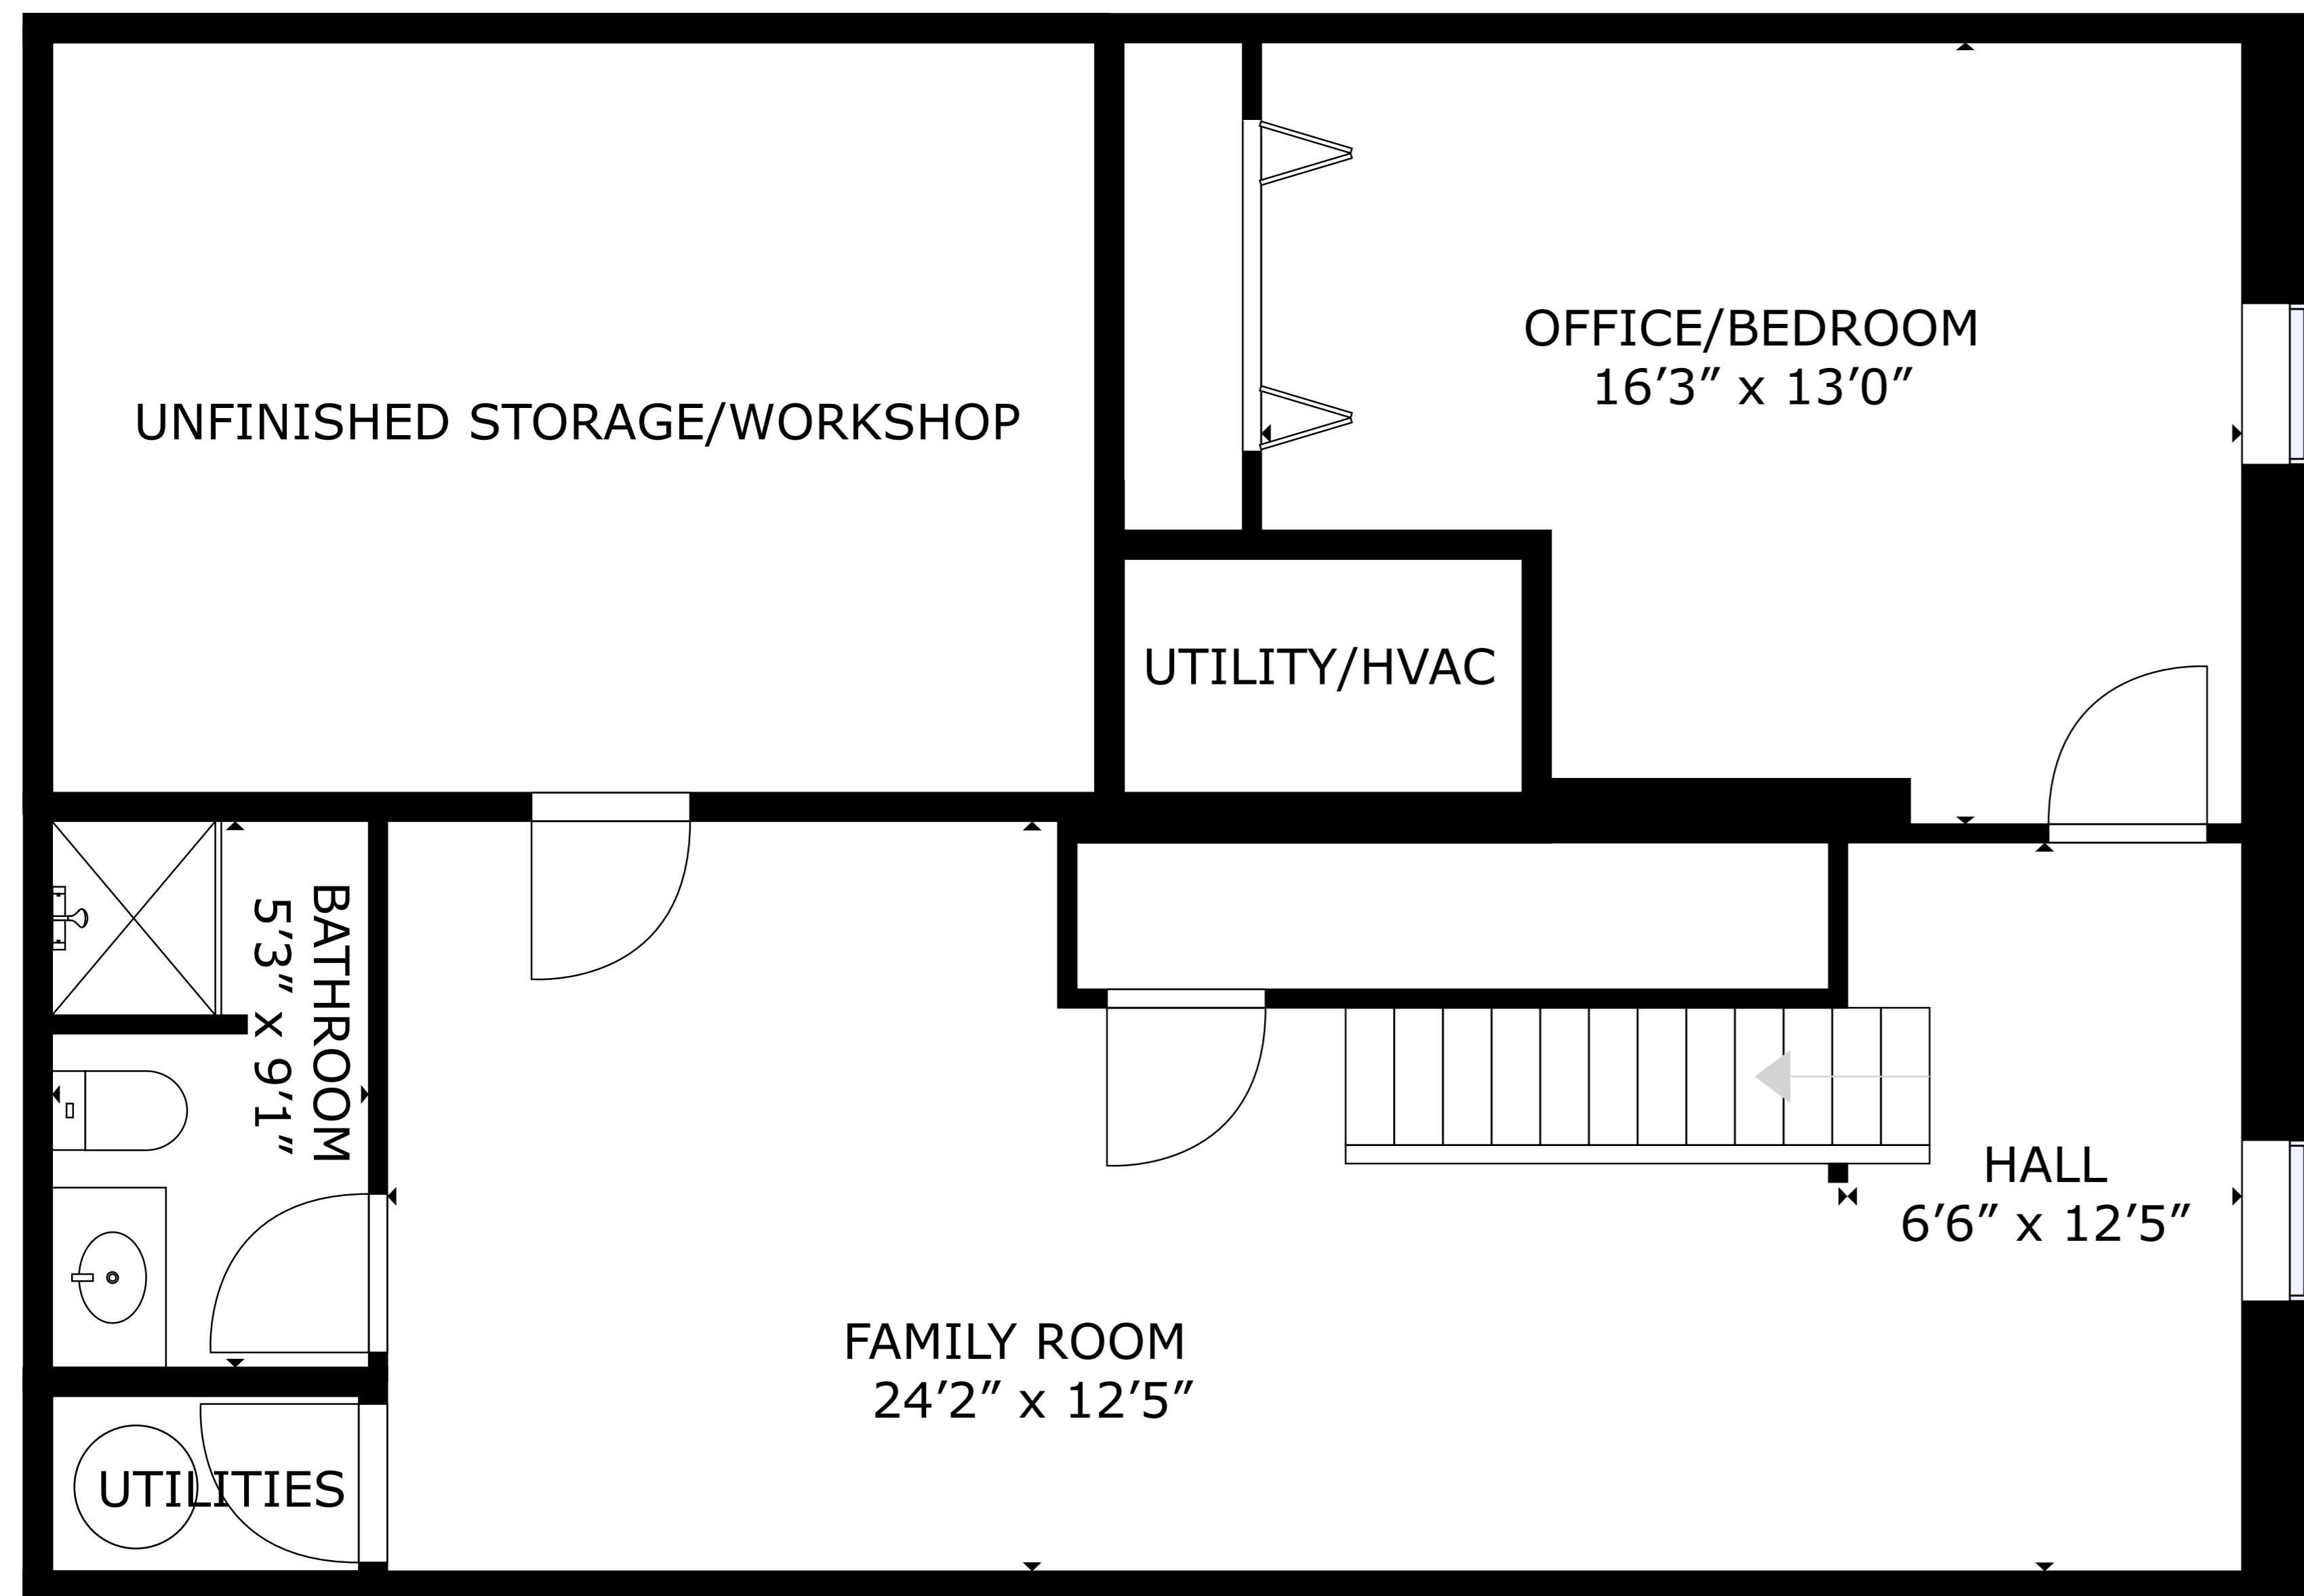 OFFICE/BEDROOM
16′3″ x 13′0″
UNFINISHED STORAGE/WORKSHOP
UTILITY/HVAC
BATHROOM
5′3″ x 9′1″
HALL
6′6″ x 12′5″
FAMILY ROOM
24′2″ x 12′5″
UTILITIES